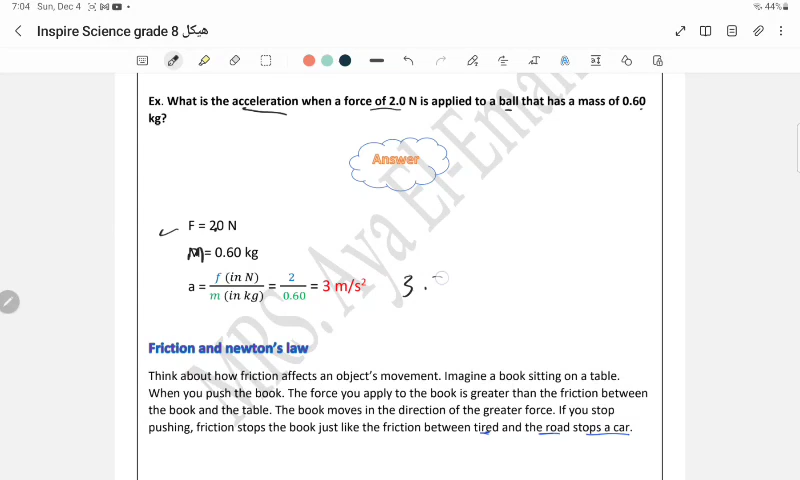 7:04 Sun, Dec 4 44%
Inspire Science grade 8 هيكل
Ex. What is the acceleration when a force of 2.0 N is applied to a ball that has a mass of 0.60
kg?
Answer
F = 2.0 N
M = 0.60 kg
a = f (in N) / m (in kg) = 2 / 0.60 = 3 m/s²
3 .
Friction and newton's law
Think about how friction affects an object's movement. Imagine a book sitting on a table.
When you push the book. The force you apply to the book is greater than the friction between
the book and the table. The book moves in the direction of the greater force. If you stop
pushing, friction stops the book just like the friction between tired and the road stops a car.
MRS. Aya El-Eman